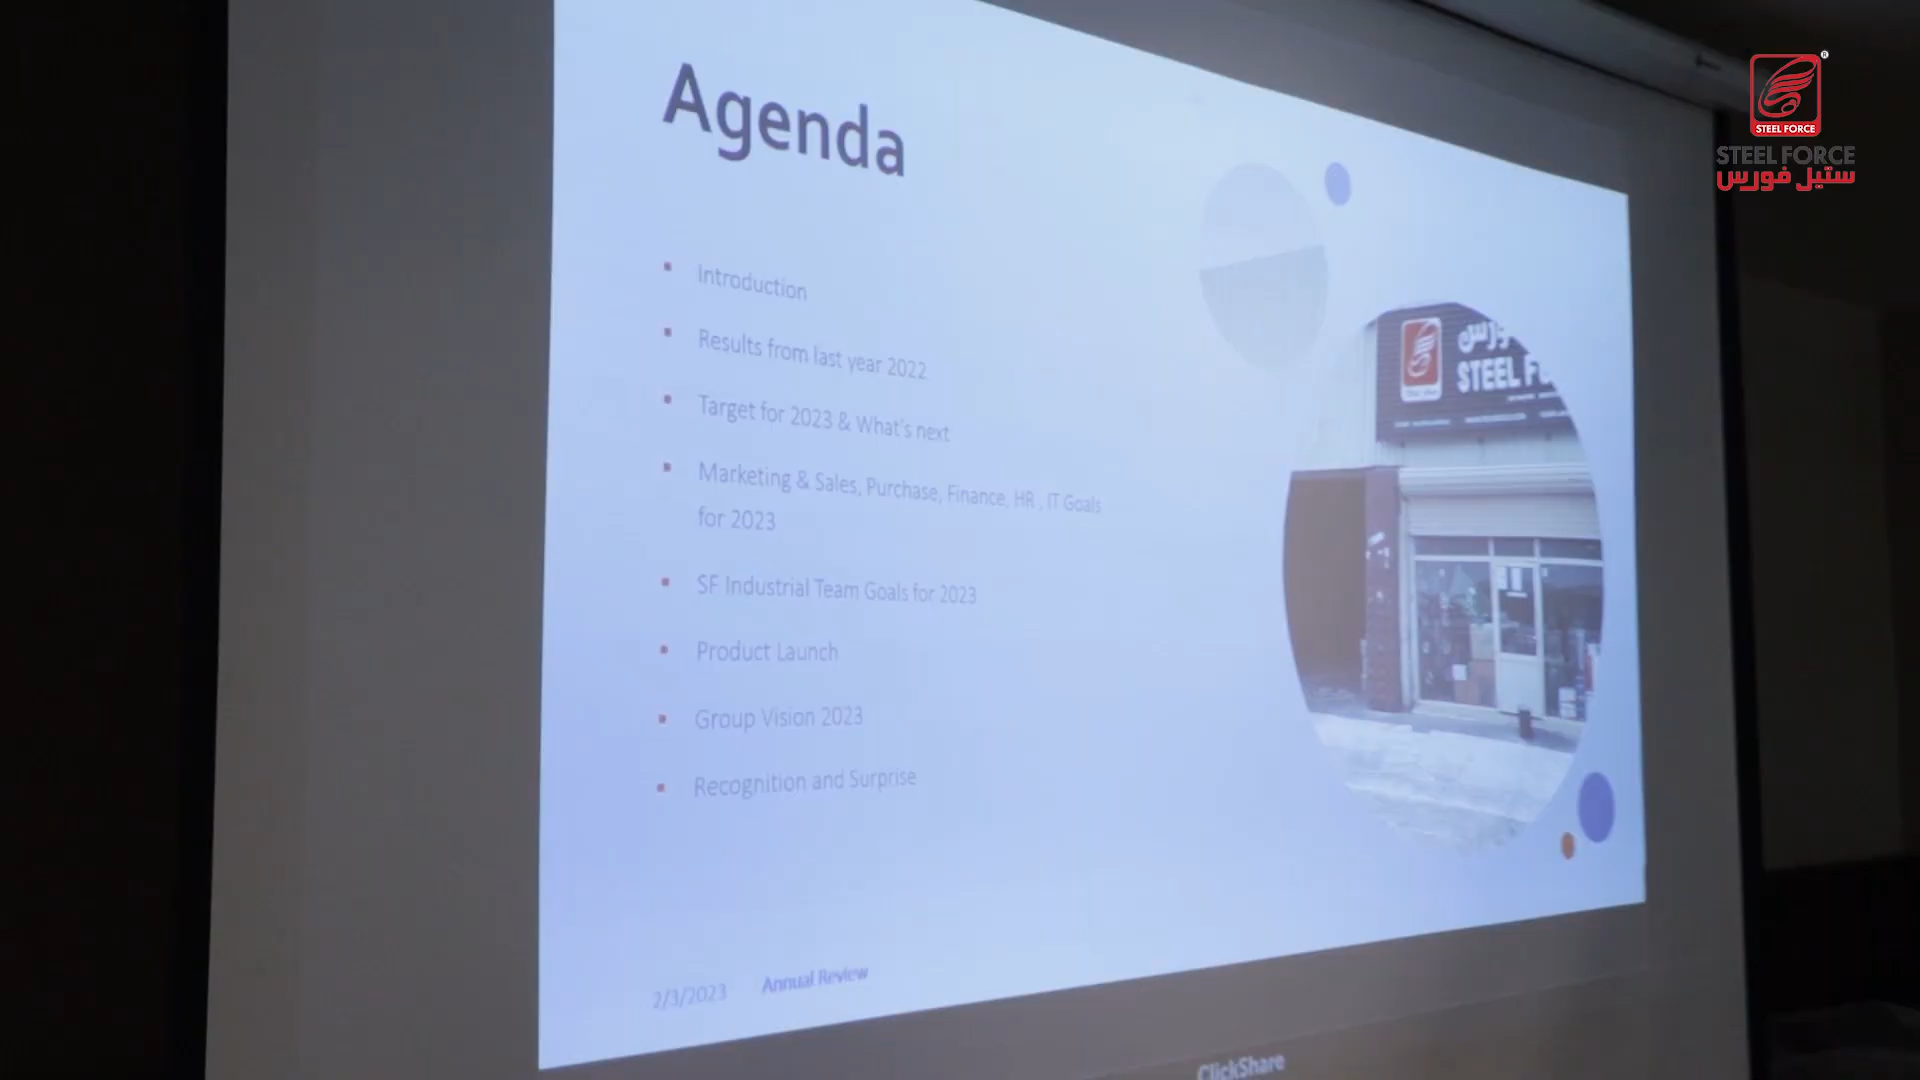 Agenda
Introduction
Results from last year 2022
Target for 2023 & What's next
Marketing & Sales, Purchase, Finance, HR , IT Goals
for 2023
SF Industrial Team Goals for 2023
Product Launch
Group Vision 2023
Recognition and Surprise
2/3/2023 Annual Review
STEEL
ClickShare
®
STEEL FORCE
STEEL FORCE
ستيل فورس